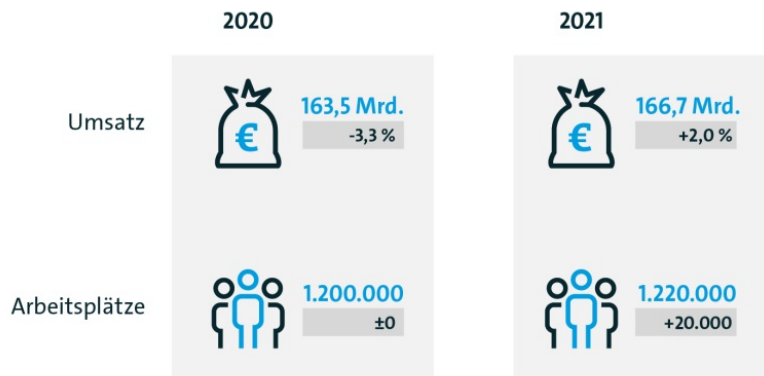 2020 2021
Umsatz
€ 163,5 Mrd. € 166,7 Mrd.
-3,3 % +2,0 %
Arbeitsplätze
1.200.000 1.220.000
±0 +20.000